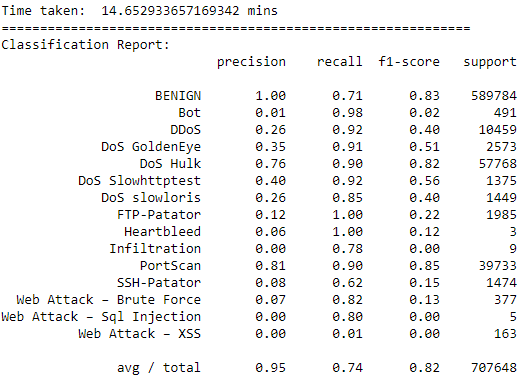 Time taken:  14.652933657169342 mins
=============================================================
Classification Report:
precision recall f1-score support
BENIGN 1.00 0.71 0.83 589784
Bot 0.01 0.98 0.02 491
DDoS 0.26 0.92 0.40 10459
DoS GoldenEye 0.35 0.91 0.51 2573
DoS Hulk 0.76 0.90 0.82 57768
DoS Slowhttptest 0.40 0.92 0.56 1375
DoS slowloris 0.26 0.85 0.40 1449
FTP-Patator 0.12 1.00 0.22 1985
Heartbleed 0.06 1.00 0.12 3
Infiltration 0.00 0.78 0.00 9
PortScan 0.81 0.90 0.85 39733
SSH-Patator 0.08 0.62 0.15 1474
Web Attack – Brute Force 0.07 0.82 0.13 377
Web Attack – Sql Injection 0.00 0.80 0.00 5
Web Attack – XSS 0.00 0.01 0.00 163
avg / total 0.95 0.74 0.82 707648